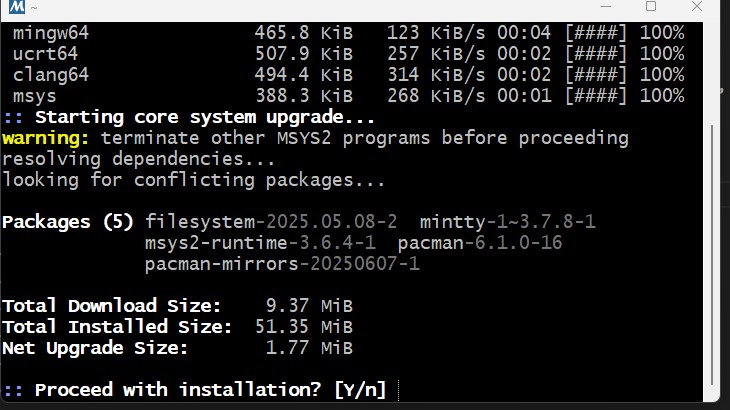 M ~
mingw64 465.8 KiB 123 KiB/s 00:04 [####] 100%
ucrt64 507.9 KiB 257 KiB/s 00:02 [####] 100%
clang64 494.4 KiB 314 KiB/s 00:02 [####] 100%
msys 388.3 KiB 268 KiB/s 00:01 [####] 100%
:: Starting core system upgrade...
warning: terminate other MSYS2 programs before proceeding
resolving dependencies...
looking for conflicting packages...
Packages (5) filesystem-2025.05.08-2 mintty-1~3.7.8-1
msys2-runtime-3.6.4-1 pacman-6.1.0-16
pacman-mirrors-20250607-1
Total Download Size: 9.37 MiB
Total Installed Size: 51.35 MiB
Net Upgrade Size: 1.77 MiB
:: Proceed with installation? [Y/n]